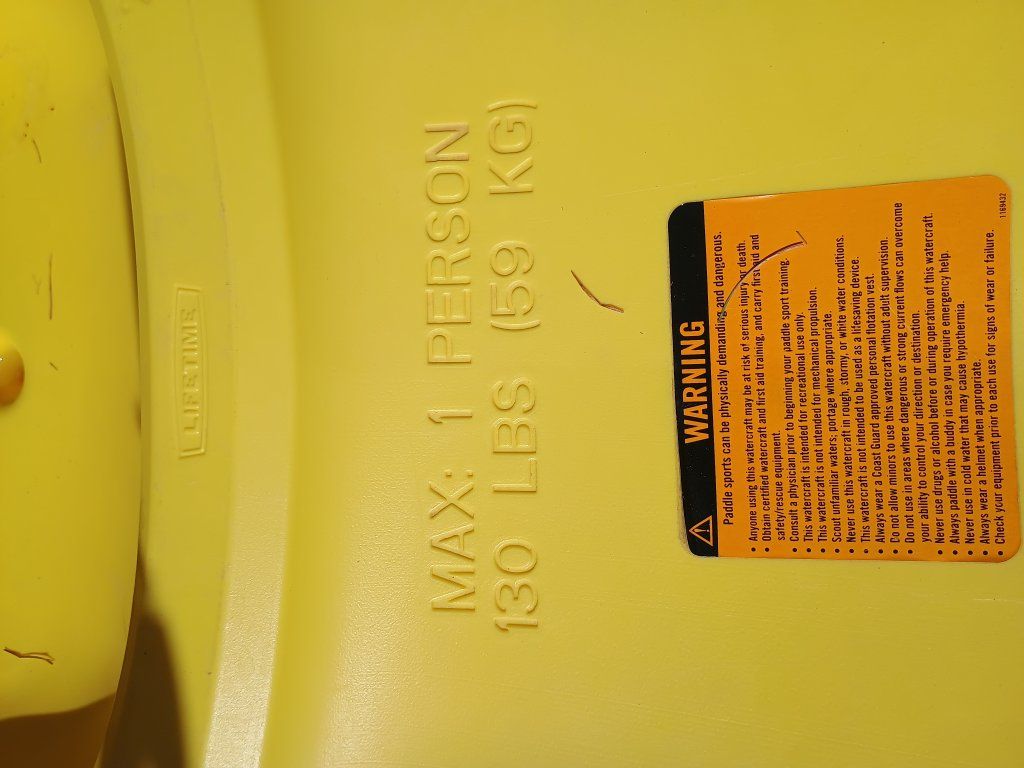 LIFETIME
MAX: 1 PERSON
130 LBS (59 KG)
WARNING
Paddle sports can be physically demanding and dangerous.
• Anyone using this watercraft may be at risk of serious injury or death.
• Obtain certified watercraft and first aid training, and carry first aid and
safety/rescue equipment.
• Consult a physician prior to beginning your paddle sport training
• This watercraft is intended for recreational use only.
• This watercraft is not intended for mechanical propulsion.
• Scout unfamiliar waters; portage where appropriate.
• Never use this watercraft in rough, stormy, or white water conditions.
• This watercraft is not intended to be used as a lifesaving device.
• Always wear a Coast Guard approved personal flotation vest.
• Do not allow minors to use this watercraft without adult supervision.
• Do not use in areas where dangerous or strong current flows can overcome
your ability to control your direction or destination.
• Never use drugs or alcohol before or during operation of this watercraft.
• Always paddle with a buddy in case you require emergency help.
• Never use in cold water that may cause hypothermia.
• Always wear a helmet when appropriate.
• Check your equipment prior to each use for signs of wear or failure.
1169432